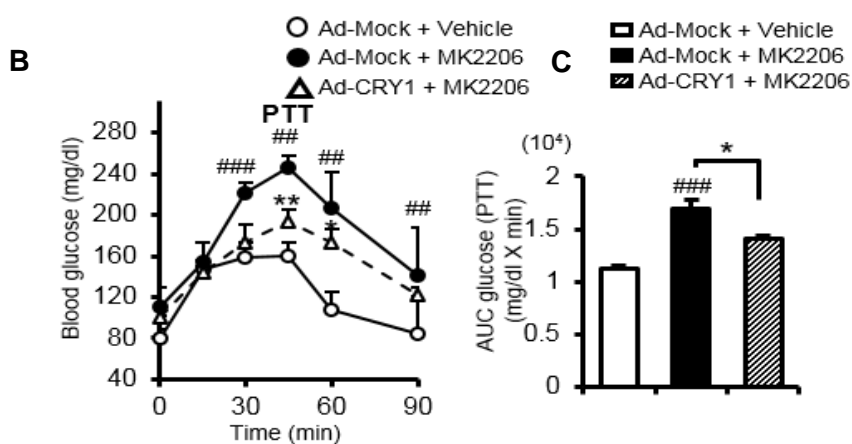 B
Ad-Mock + Vehicle
Ad-Mock + MK2206
Ad-CRY1 + MK2206
PTT
Blood glucose (mg/dl)
280
240
200
160
120
80
40
###
##
##
##
**
*
*
0
30
60
90
Time (min)
C
Ad-Mock + Vehicle
Ad-Mock + MK2206
Ad-CRY1 + MK2206
(10⁴)
AUC glucose (PTT)
(mg/dl X min)
2
1.5
1
0.5
0
###
*